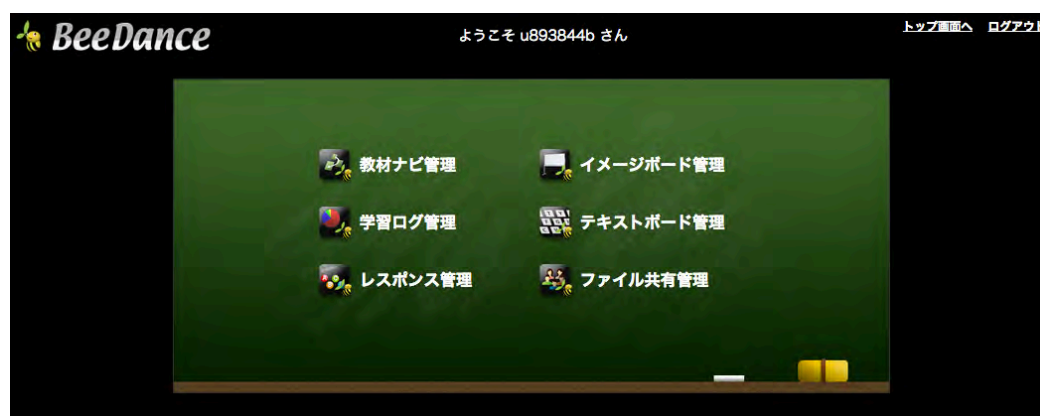 BeeDance
ようこそ u893844b さん
トップ画面へ ログアウト
教材ナビ管理 イメージボード管理
学習ログ管理 テキストボード管理
レスポンス管理 ファイル共有管理